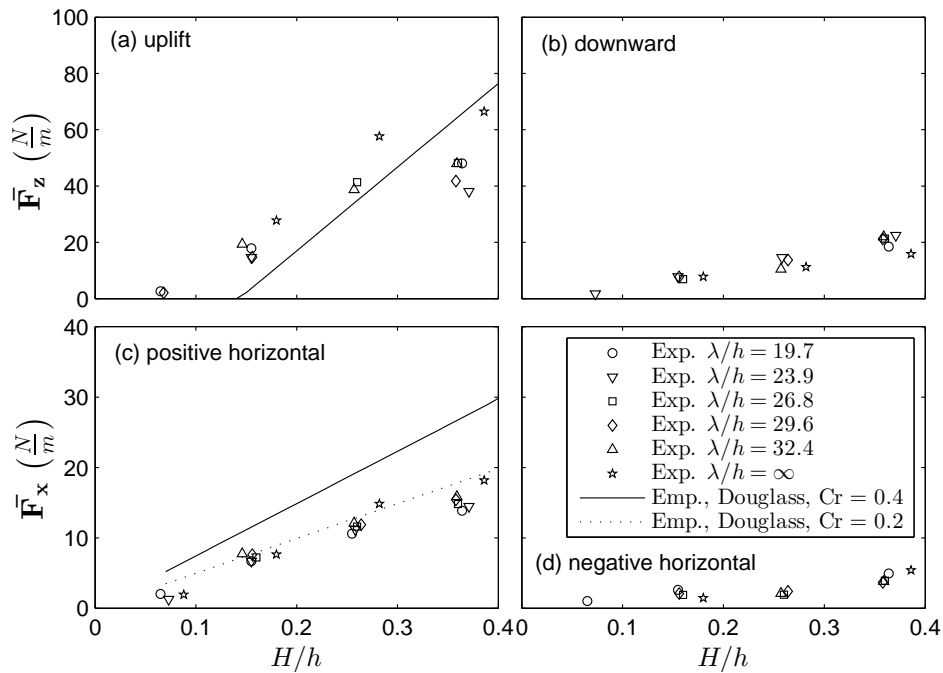 100
80
60
40
20
0
F̄z (N/m)
(a) uplift
(b) downward
40
30
20
10
0
F̄x (N/m)
(c) positive horizontal
Exp. λ/h = 19.7
Exp. λ/h = 23.9
Exp. λ/h = 26.8
Exp. λ/h = 29.6
Exp. λ/h = 32.4
Exp. λ/h = ∞
Emp., Douglass, Cr = 0.4
Emp., Douglass, Cr = 0.2
(d) negative horizontal
0 0.1 0.2 0.3 0.4
0 0.1 0.2 0.3 0.4
H/h
H/h